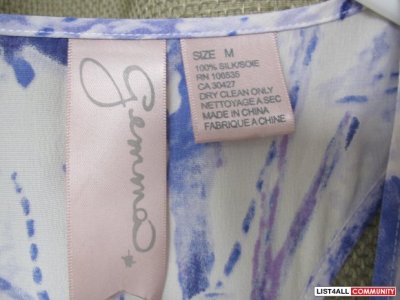 Gemma
SIZE M
100% SILK/SOIE
RN 106535
CA 30427
DRY CLEAN ONLY
NETTOYAGE A SEC
MADE IN CHINA
FABRIQUE A CHINE
LIST4ALL COMMUNITY